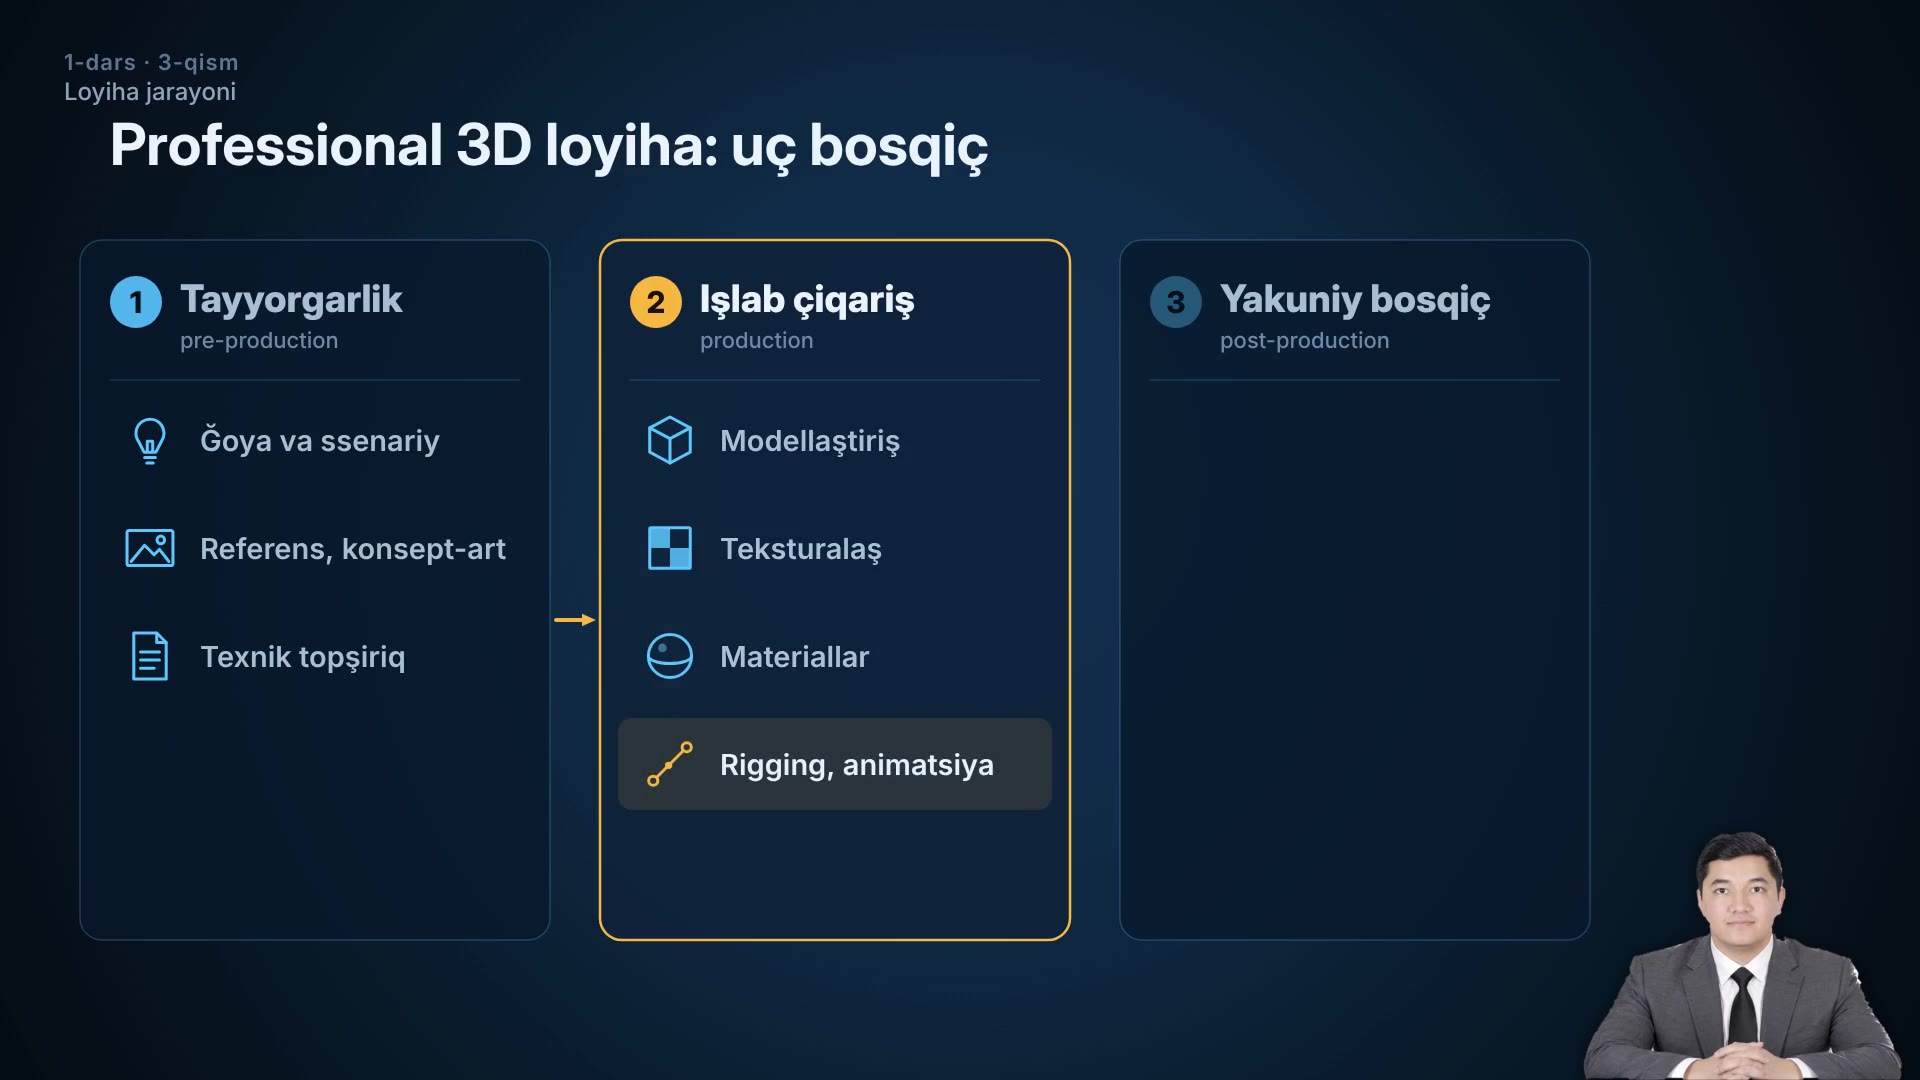 1-dars · 3-qism
Loyiha jarayoni
Professional 3D loyiha: uç bosqiç
1 Tayyorgarlik
pre-production
Ğoya va ssenariy
Referens, konsept-art
Texnik topşiriq
2 Işlab çiqariş
production
Modellaştiriş
Teksturalaş
Materiallar
Rigging, animatsiya
3 Yakuniy bosqiç
post-production